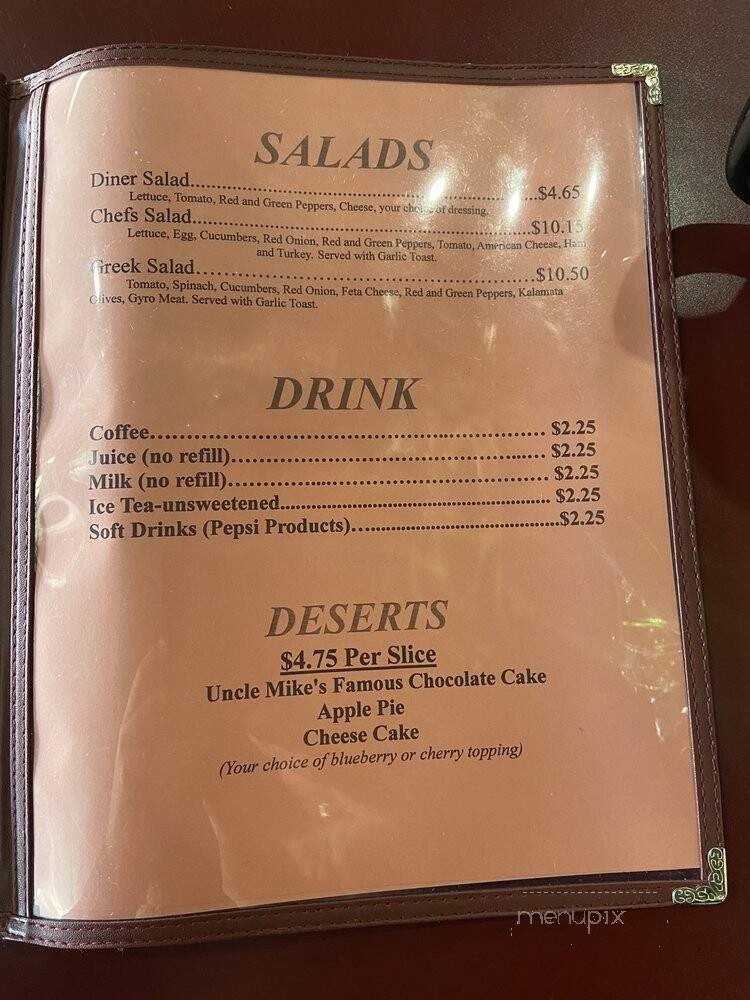 SALADS
Diner Salad..........................................................$4.65
Lettuce, Tomato, Red and Green Peppers, Cheese, your choice of dressing.
Chefs Salad..........................................................$10.15
Lettuce, Egg, Cucumbers, Red Onion, Red and Green Peppers, Tomato, American Cheese, Ham
and Turkey. Served with Garlic Toast.
Greek Salad..........................................................$10.50
Tomato, Spinach, Cucumbers, Red Onion, Feta Cheese, Red and Green Peppers, Kalamata
Olives, Gyro Meat. Served with Garlic Toast.
DRINK
Coffee.......................................................... $2.25
Juice (no refill).................................................. $2.25
Milk (no refill).................................................. $2.25
Ice Tea-unsweetened.................................................. $2.25
Soft Drinks (Pepsi Products)........................................$2.25
DESERTS
$4.75 Per Slice
Uncle Mike's Famous Chocolate Cake
Apple Pie
Cheese Cake
(Your choice of blueberry or cherry topping)
menupix